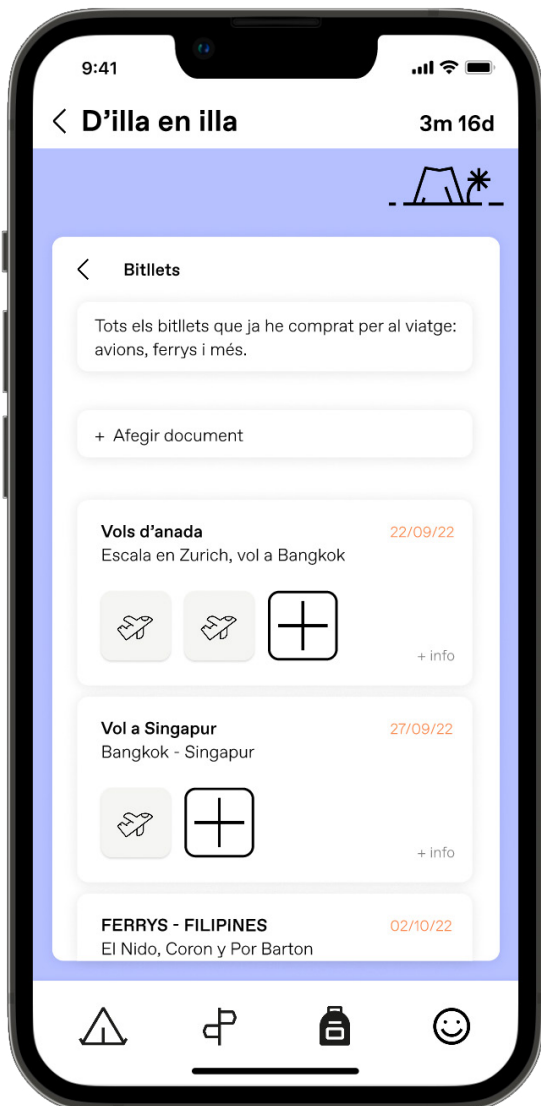 9:41
D'illa en illa
3m 16d
Bitllets
Tots els bitllets que ja he comprat per al viatge:
avions, ferrys i més.
+ Afegir document
Vols d'anada
22/09/22
Escala en Zurich, vol a Bangkok
+ info
Vol a Singapur
27/09/22
Bangkok - Singapur
+ info
FERRYS - FILIPINES
02/10/22
El Nido, Coron y Por Barton